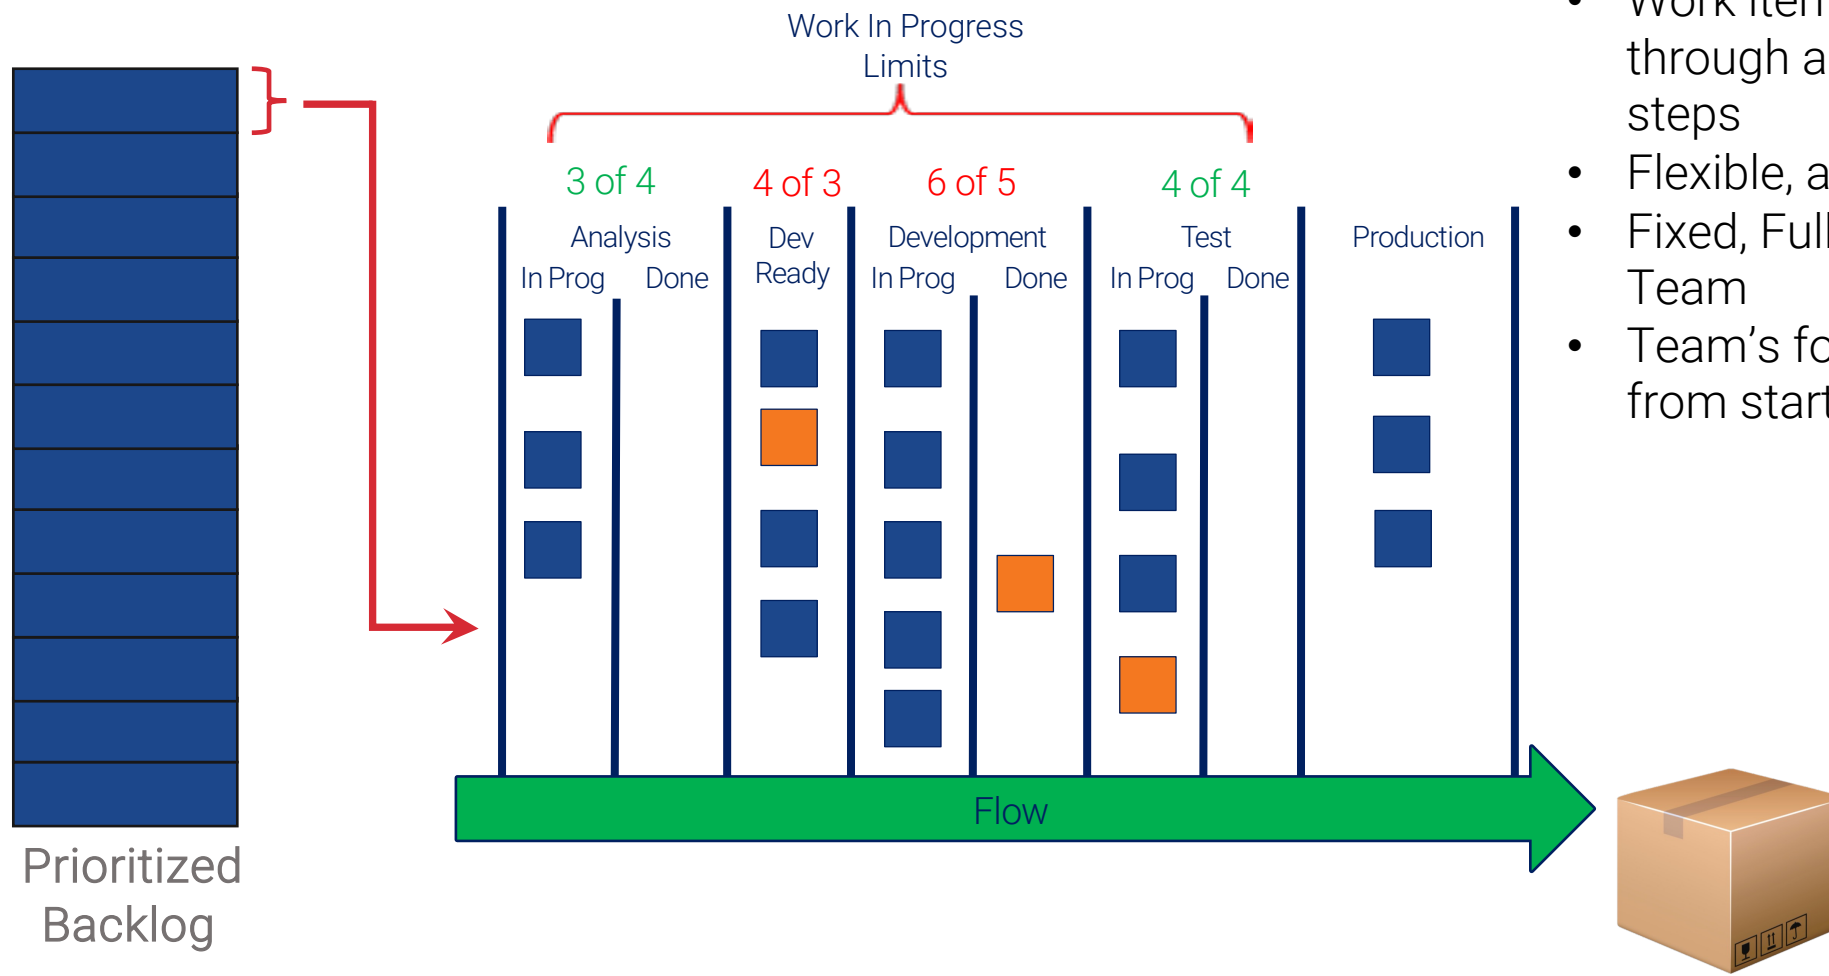 Work In Progress
Limits
3 of 4
4 of 3
6 of 5
4 of 4
Analysis
In Prog Done
Dev
Ready
Development
In Prog Done
Test
In Prog Done
Production
Flow
Prioritized
Backlog
• Work
through a
steps
• Flexible,
• Fixed,
Team
• Team’s
from start